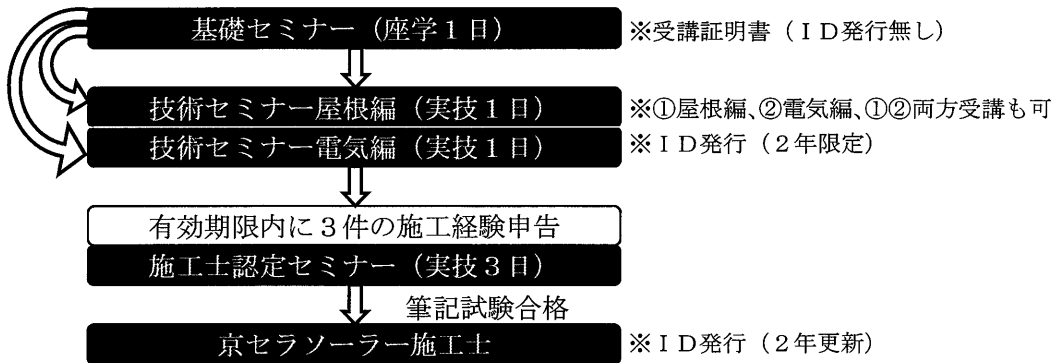 基礎セミナー（座学１日） ※受講証明書（ＩＤ発行無し）
技術セミナー屋根編（実技１日） ※①屋根編、②電気編、①②両方受講も可
技術セミナー電気編（実技１日） ※ＩＤ発行（２年限定）
有効期限内に３件の施工経験申告
施工士認定セミナー（実技３日）
筆記試験合格
京セラソーラー施工士 ※ＩＤ発行（２年更新）